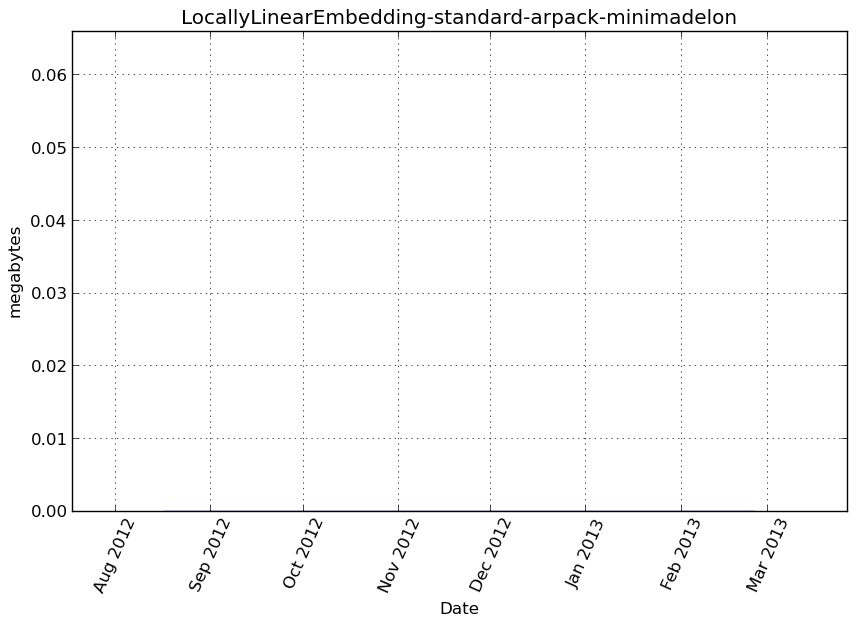 LocallyLinearEmbedding-standard-arpack-minimadelon
0.06
0.05
0.04
0.03
0.02
0.01
0.00
megabytes
Aug 2012
Sep 2012
Oct 2012
Nov 2012
Dec 2012
Jan 2013
Feb 2013
Mar 2013
Date